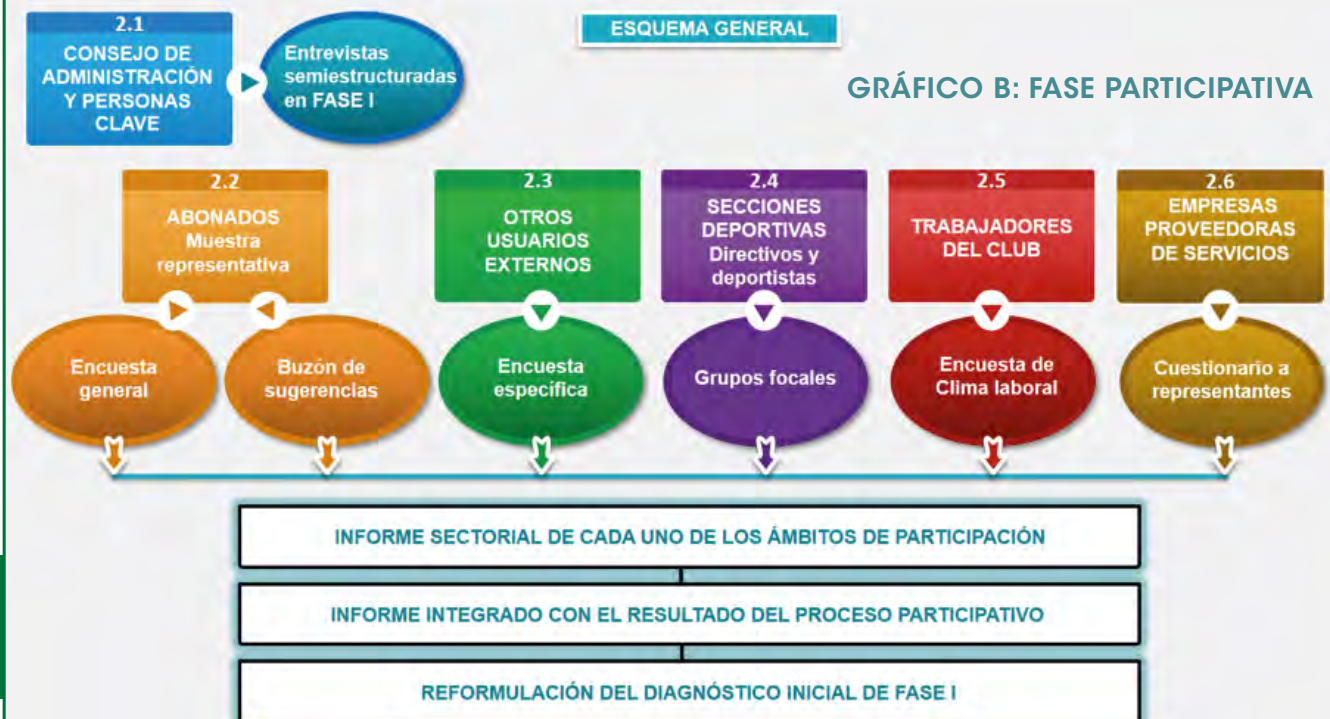 2.1
CONSEJO DE
ADMINISTRACIÓN
Y PERSONAS
CLAVE
Entrevistas
semiestructuradas
en FASE I
ESQUEMA GENERAL
GRÁFICO B: FASE PARTICIPATIVA
2.2
ABONADOS
Muestra
representativa
2.3
OTROS
USUARIOS
EXTERNOS
2.4
SECCIONES
DEPORTIVAS
Directivos y
deportistas
2.5
TRABAJADORES
DEL CLUB
2.6
EMPRESAS
PROVEEDORAS
DE SERVICIOS
Encuesta
general
Buzón de
sugerencias
Encuesta
específica
Grupos focales
Encuesta de
Clima laboral
Cuestionario a
representantes
INFORME SECTORIAL DE CADA UNO DE LOS ÁMBITOS DE PARTICIPACIÓN
INFORME INTEGRADO CON EL RESULTADO DEL PROCESO PARTICIPATIVO
REFORMULACIÓN DEL DIAGNÓSTICO INICIAL DE FASE I